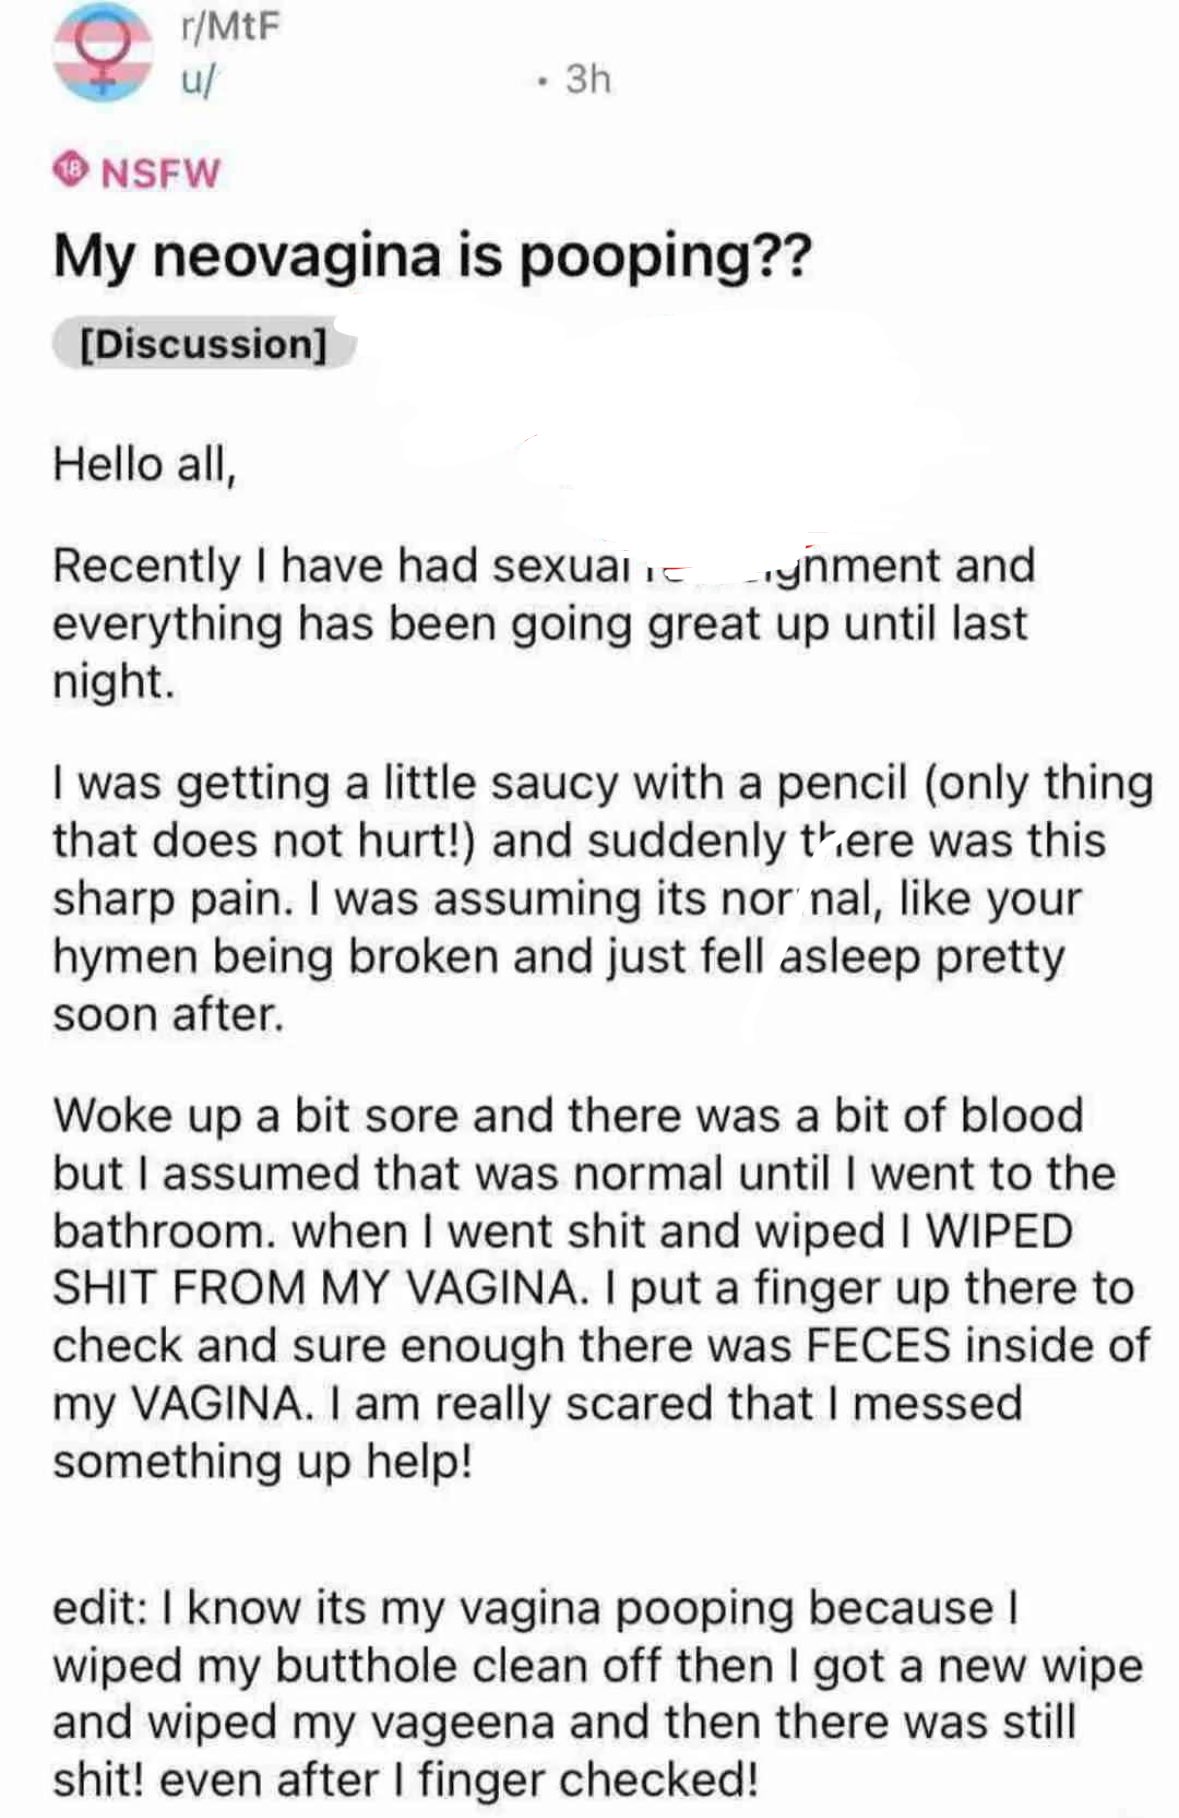 r/MtF
u/ • 3h
18 NSFW
My neovagina is pooping??
[Discussion]
Hello all,
Recently I have had sexual and
everything has been going great up until last
night.
I was getting a little saucy with a pencil (only thing
that does not hurt!) and suddenly there was this
sharp pain. I was assuming its normal, like your
hymen being broken and just fell asleep pretty
soon after.
Woke up a bit sore and there was a bit of blood
but I assumed that was normal until I went to the
bathroom. when I went shit and wiped I WIPED
SHIT FROM MY VAGINA. I put a finger up there to
check and sure enough there was FECES inside of
my VAGINA. I am really scared that I messed
something up help!
edit: I know its my vagina pooping because I
wiped my butthole clean off then I got a new wipe
and wiped my vageena and then there was still
shit! even after I finger checked!